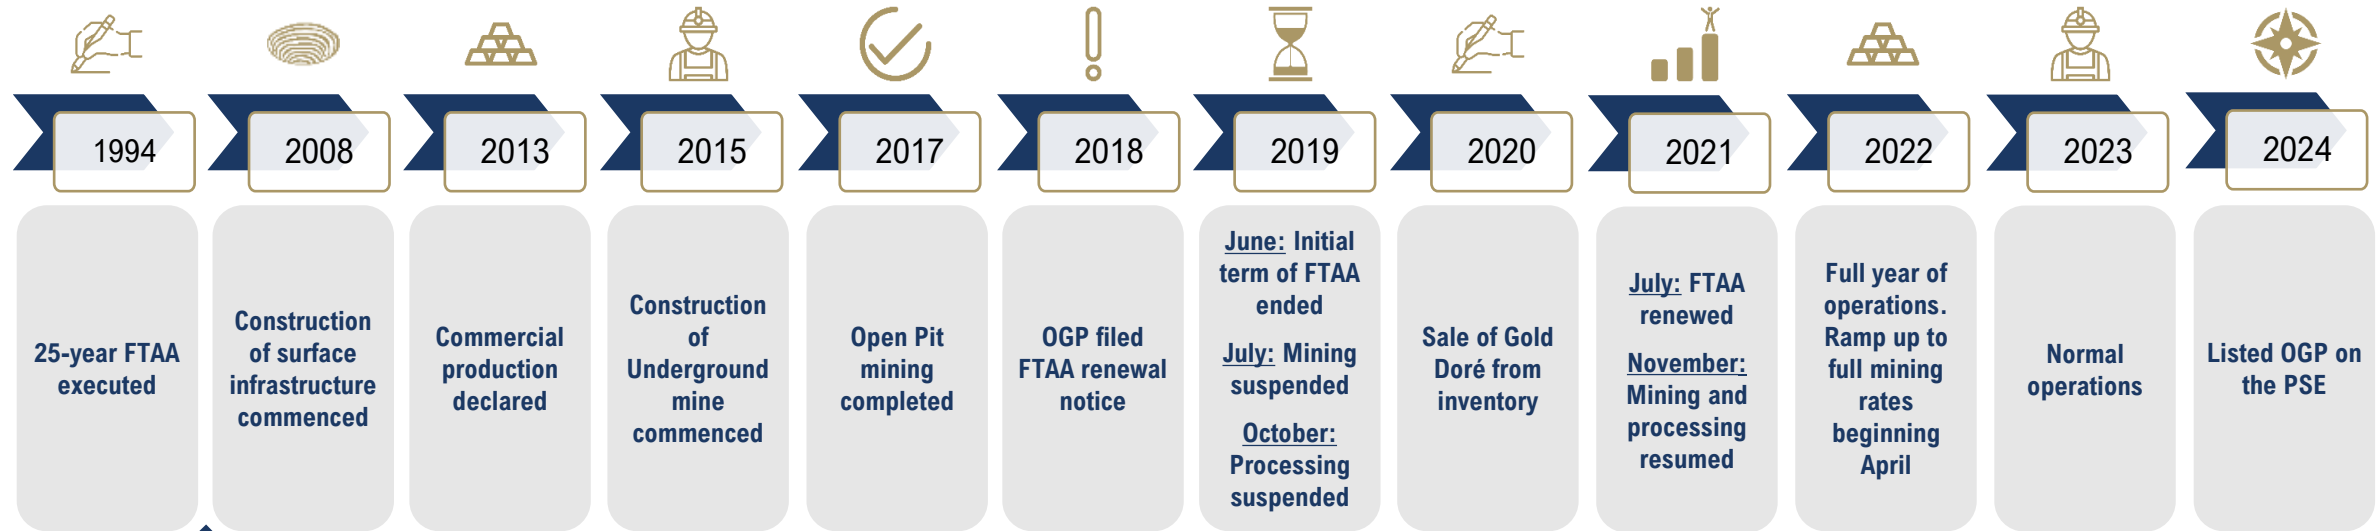 1994
25-year FTAA
executed
2008
Construction
of surface
infrastructure
commenced
2013
Commercial
production
declared
2015
Construction
of
Underground
mine
commenced
2017
Open Pit
mining
completed
2018
OGP filed
FTAA renewal
notice
2019
June: Initial
term of FTAA
ended
July: Mining
suspended
October:
Processing
suspended
2020
Sale of Gold
Doré from
inventory
2021
July: FTAA
renewed
November:
Mining and
processing
resumed
2022
Full year of
operations.
Ramp up to
full mining
rates
beginning
April
2023
Normal
operations
2024
Listed OGP on
the PSE